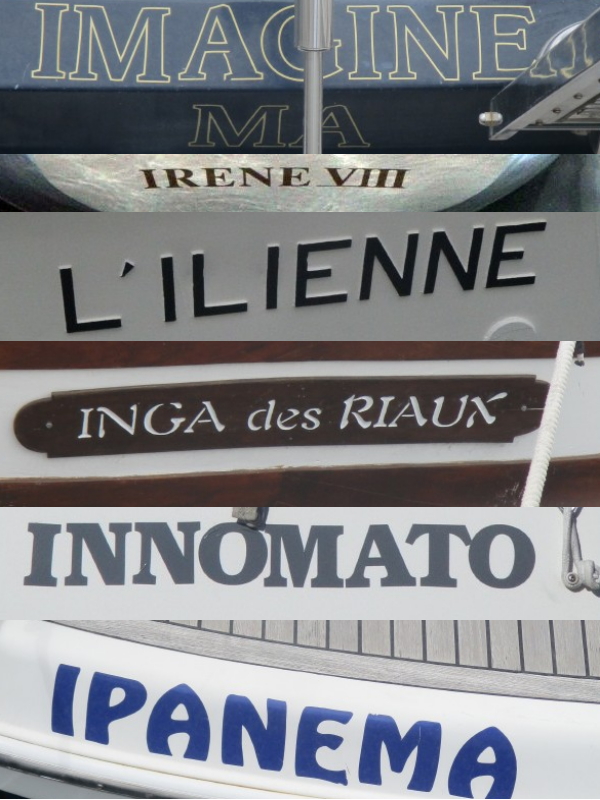 IMAGINE
MA
IRENE VIII
L'ILIENNE
INGA des RIAUX
INNOMATO
IPANEMA